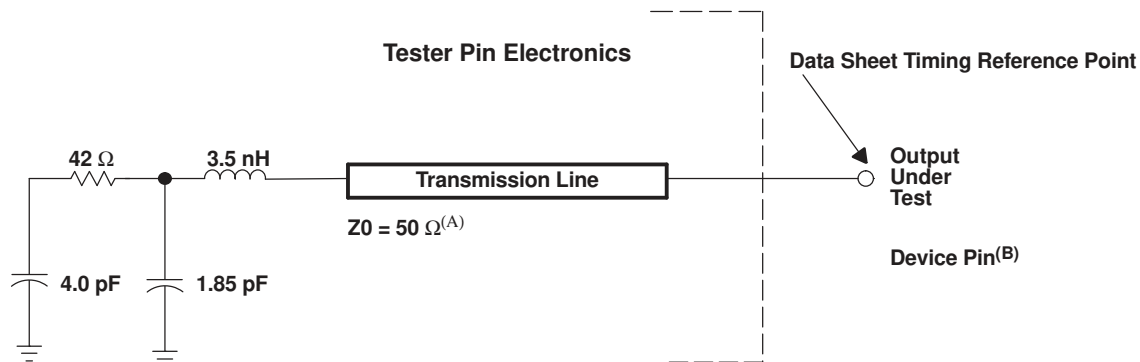 Tester Pin Electronics
Data Sheet Timing Reference Point
42 Ω
3.5 nH
Transmission Line
Output
Under
Test
Z0 = 50 Ω(A)
Device Pin(B)
4.0 pF
1.85 pF